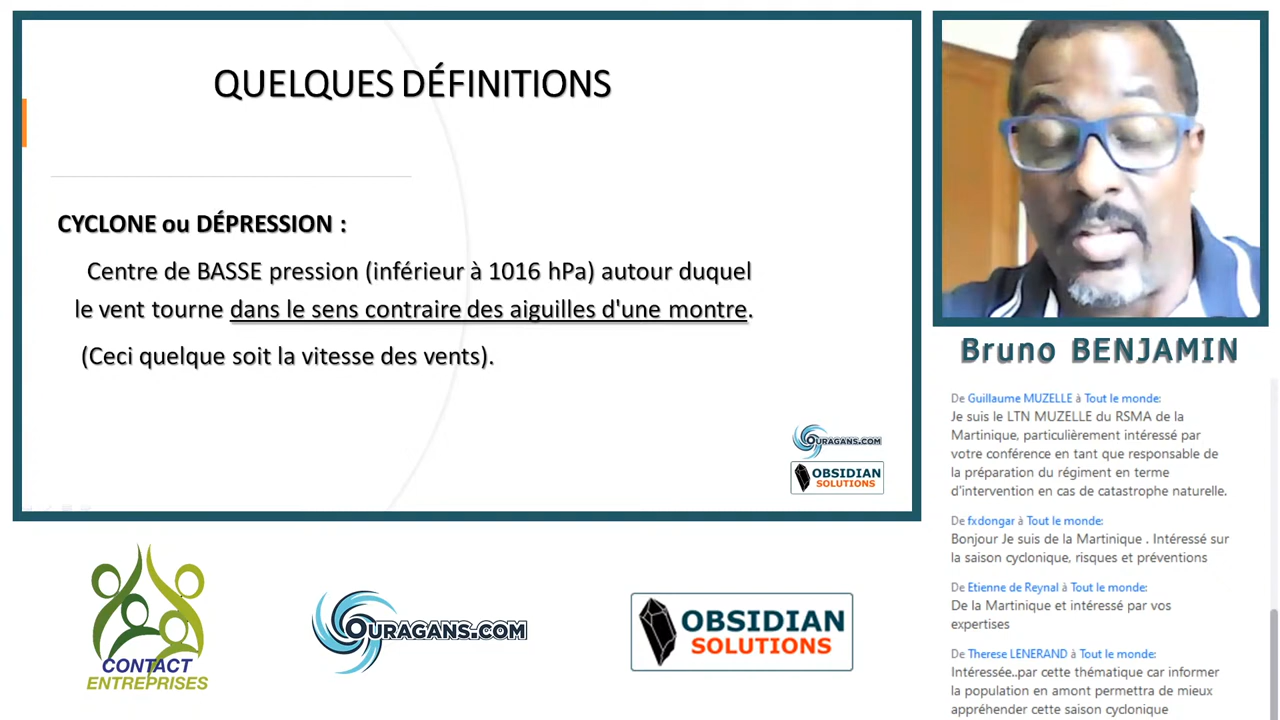 QUELQUES DÉFINITIONS
CYCLONE ou DÉPRESSION :
Centre de BASSE pression (inférieur à 1016 hPa) autour duquel
le vent tourne dans le sens contraire des aiguilles d'une montre.
(Ceci quelque soit la vitesse des vents).
OURAGANS.COM
OBSIDIAN
SOLUTIONS
Bruno BENJAMIN
De Guillaume MUZELLE à Tout le monde:
Je suis le LTN MUZELLE du RSMA de la
Martinique, particulièrement intéressé par
votre conférence en tant que responsable de
la préparation du régiment en terme
d'intervention en cas de catastrophe naturelle.
De fxdongar à Tout le monde:
Bonjour Je suis de la Martinique . Intéressé sur
la saison cyclonique, risques et préventions
De Etienne de Reynal à Tout le monde:
De la Martinique et intéressé par vos
expertises
De Therese LENERAND à Tout le monde:
Intéressée..par cette thématique car informer
la population en amont permettra de mieux
appréhender cette saison cyclonique
CONTACT
ENTREPRISES
OURAGANS.COM
OBSIDIAN
SOLUTIONS